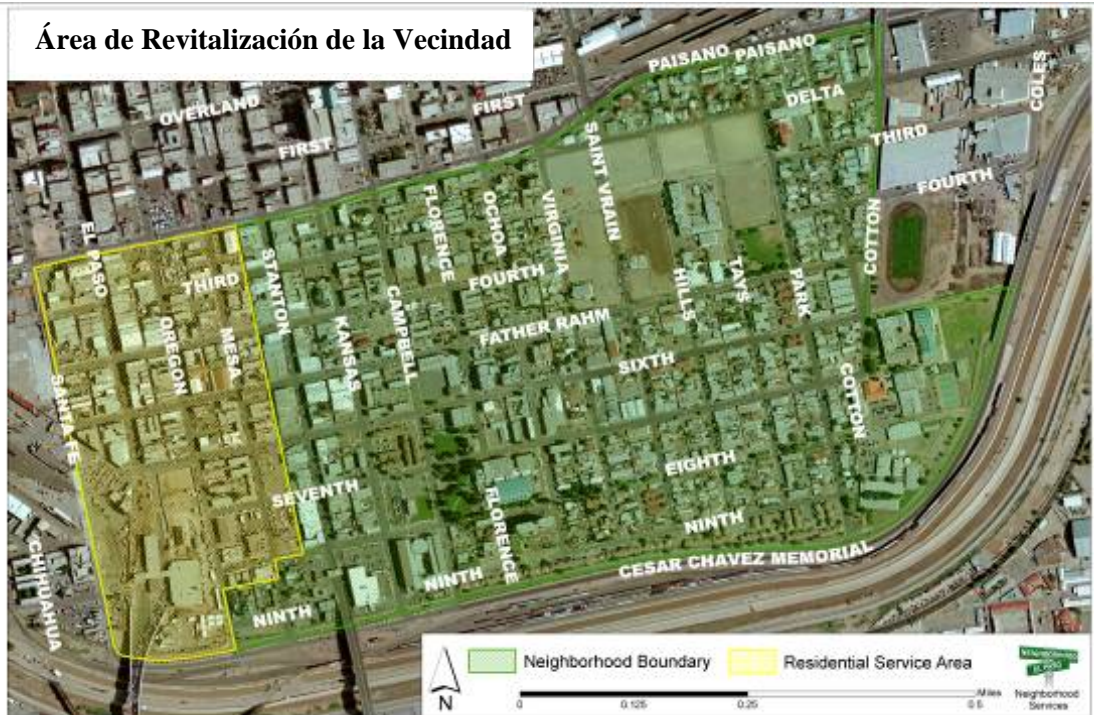 Área de Revitalización de la Vecindad
PAISANO PAISANO
OVERLAND
FIRST
FIRST
COLES
DELTA
THIRD
FOURTH
SAINT VRAIN
EL PASO
THIRD
STANTON
FLORENCE
OCHOA
VIRGINIA
FOURTH
COTTON
HILLS
TAYS
PARK
OREGON
MESA
KANSAS
CAMPBELL
FATHER RAHM
SIXTH
SANTA FE
COTTON
EIGHTH
SEVENTH
FLORENCE
NINTH
CHIHUAHUA
NINTH
CESAR CHAVEZ MEMORIAL
NINTH
N
Neighborhood Boundary
Residential Service Area
NEIGHBORHOOD
EL PASO
Neighborhood
Services
Miles
0 0.125 0.25 0.5